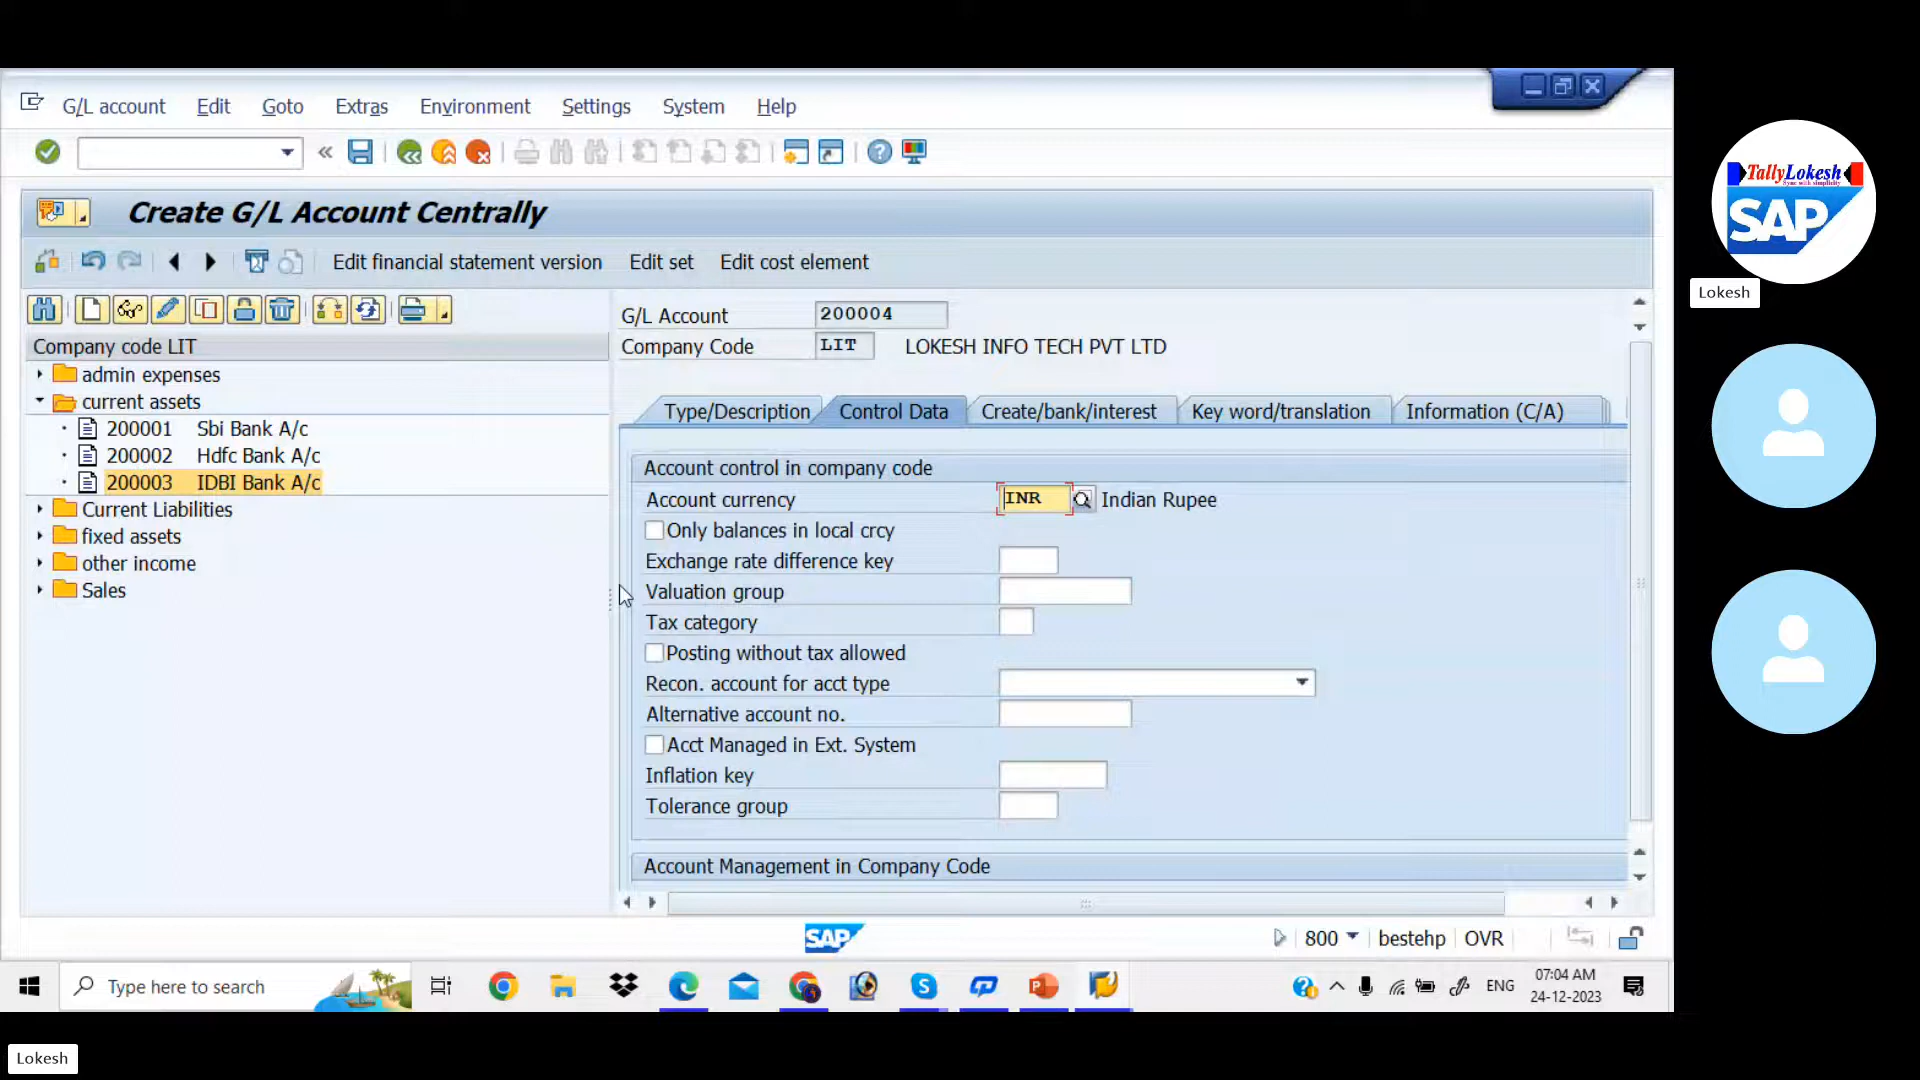 G/L account Edit Goto Extras Environment Settings System Help
Create G/L Account Centrally
Edit financial statement version Edit set Edit cost element
Company code LIT
admin expenses
current assets
200001 Sbi Bank A/c
200002 Hdfc Bank A/c
200003 IDBI Bank A/c
Current Liabilities
fixed assets
other income
Sales
G/L Account 200004
Company Code LIT LOKESH INFO TECH PVT LTD
Type/Description Control Data Create/bank/interest Key word/translation Information (C/A)
Account control in company code
Account currency INR Indian Rupee
Only balances in local crcy
Exchange rate difference key
Valuation group
Tax category
Posting without tax allowed
Recon. account for acct type
Alternative account no.
Acct Managed in Ext. System
Inflation key
Tolerance group
Account Management in Company Code
SAP
800 bestehp OVR
Type here to search
ENG
07:04 AM
24-12-2023
TallyLokesh
Sync with simplicity
SAP
Lokesh
Lokesh